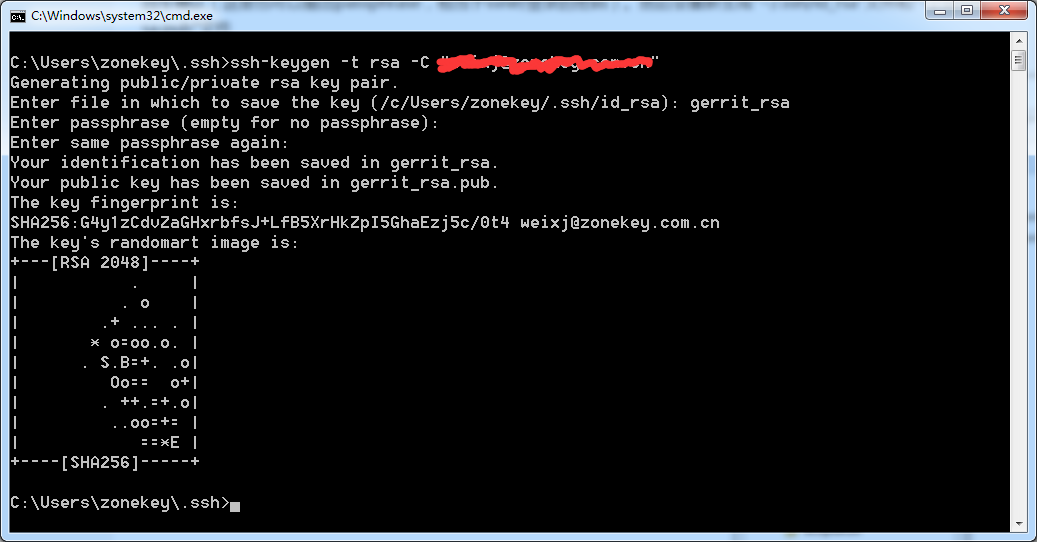 C:\Windows\system32\cmd.exe
C:\Users\zonekey\.ssh>ssh-keygen -t rsa -C "
Generating public/private rsa key pair.
Enter file in which to save the key (/c/Users/zonekey/.ssh/id_rsa): gerrit_rsa
Enter passphrase (empty for no passphrase):
Enter same passphrase again:
Your identification has been saved in gerrit_rsa.
Your public key has been saved in gerrit_rsa.pub.
The key fingerprint is:
SHA256:G4y1zCdvZaGHxrbfsJ+LfB5XrHkZpI5GhaEzj5c/0t4 weixj@zonekey.com.cn
The key's randomart image is:
+---[RSA 2048]----+
|            .    |
|           . o   |
|         .+ ... . |
|        * o=oo.o. |
|       . S.B=+. .o|
|          Oo==  o+|
|         . ++.=+.o|
|          ..oo=+= |
|             ==*E |
+----[SHA256]-----+
C:\Users\zonekey\.ssh>